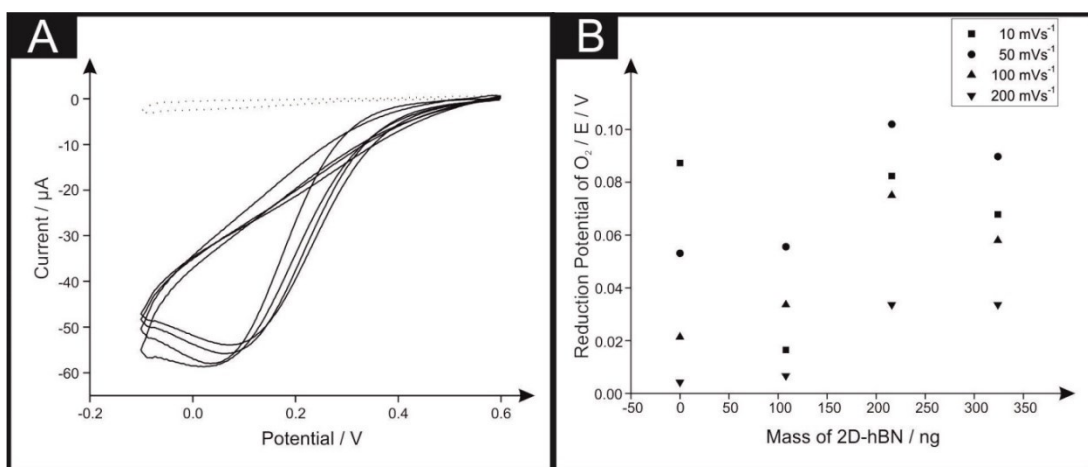 A
Current / µA
0
-10
-20
-30
-40
-50
-60
-0.2
0.0
0.2
0.4
0.6
Potential / V
B
10 mVs⁻¹
50 mVs⁻¹
100 mVs⁻¹
200 mVs⁻¹
Reduction Potential of O₂ / E / V
0.10
0.08
0.06
0.04
0.02
0.00
-50
0
50
100
150
200
250
300
350
Mass of 2D-hBN / ng